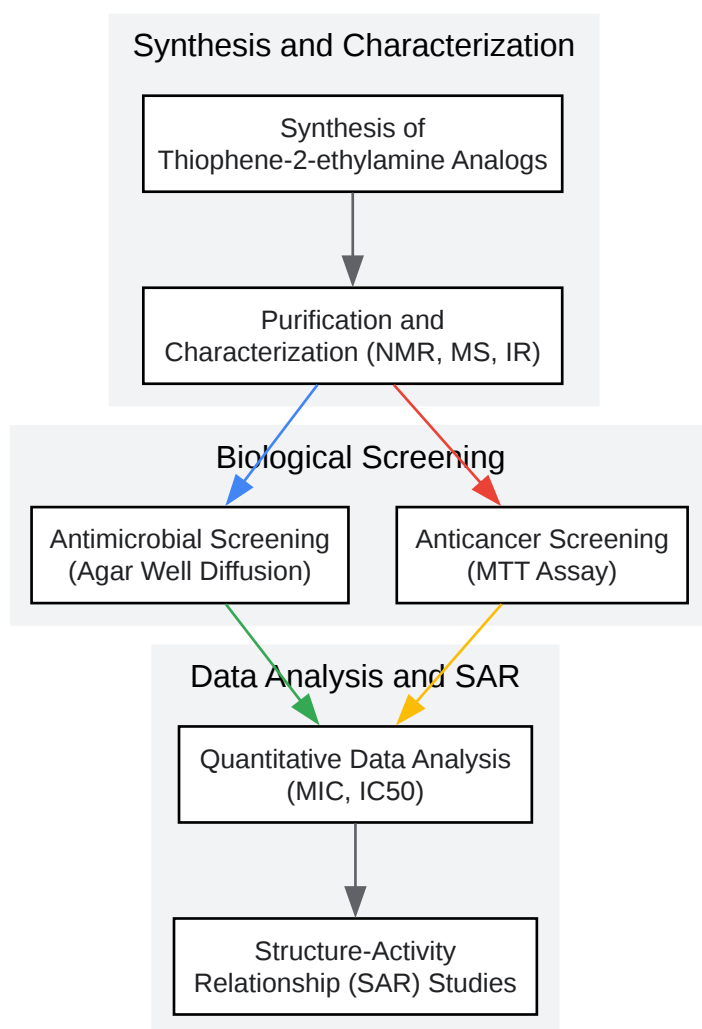 Synthesis and Characterization
Synthesis of
Thiophene-2-ethylamine Analogs
Purification and
Characterization (NMR, MS, IR)
Biological Screening
Antimicrobial Screening
(Agar Well Diffusion)
Anticancer Screening
(MTT Assay)
Data Analysis and SAR
Quantitative Data Analysis
(MIC, IC50)
Structure-Activity
Relationship (SAR) Studies